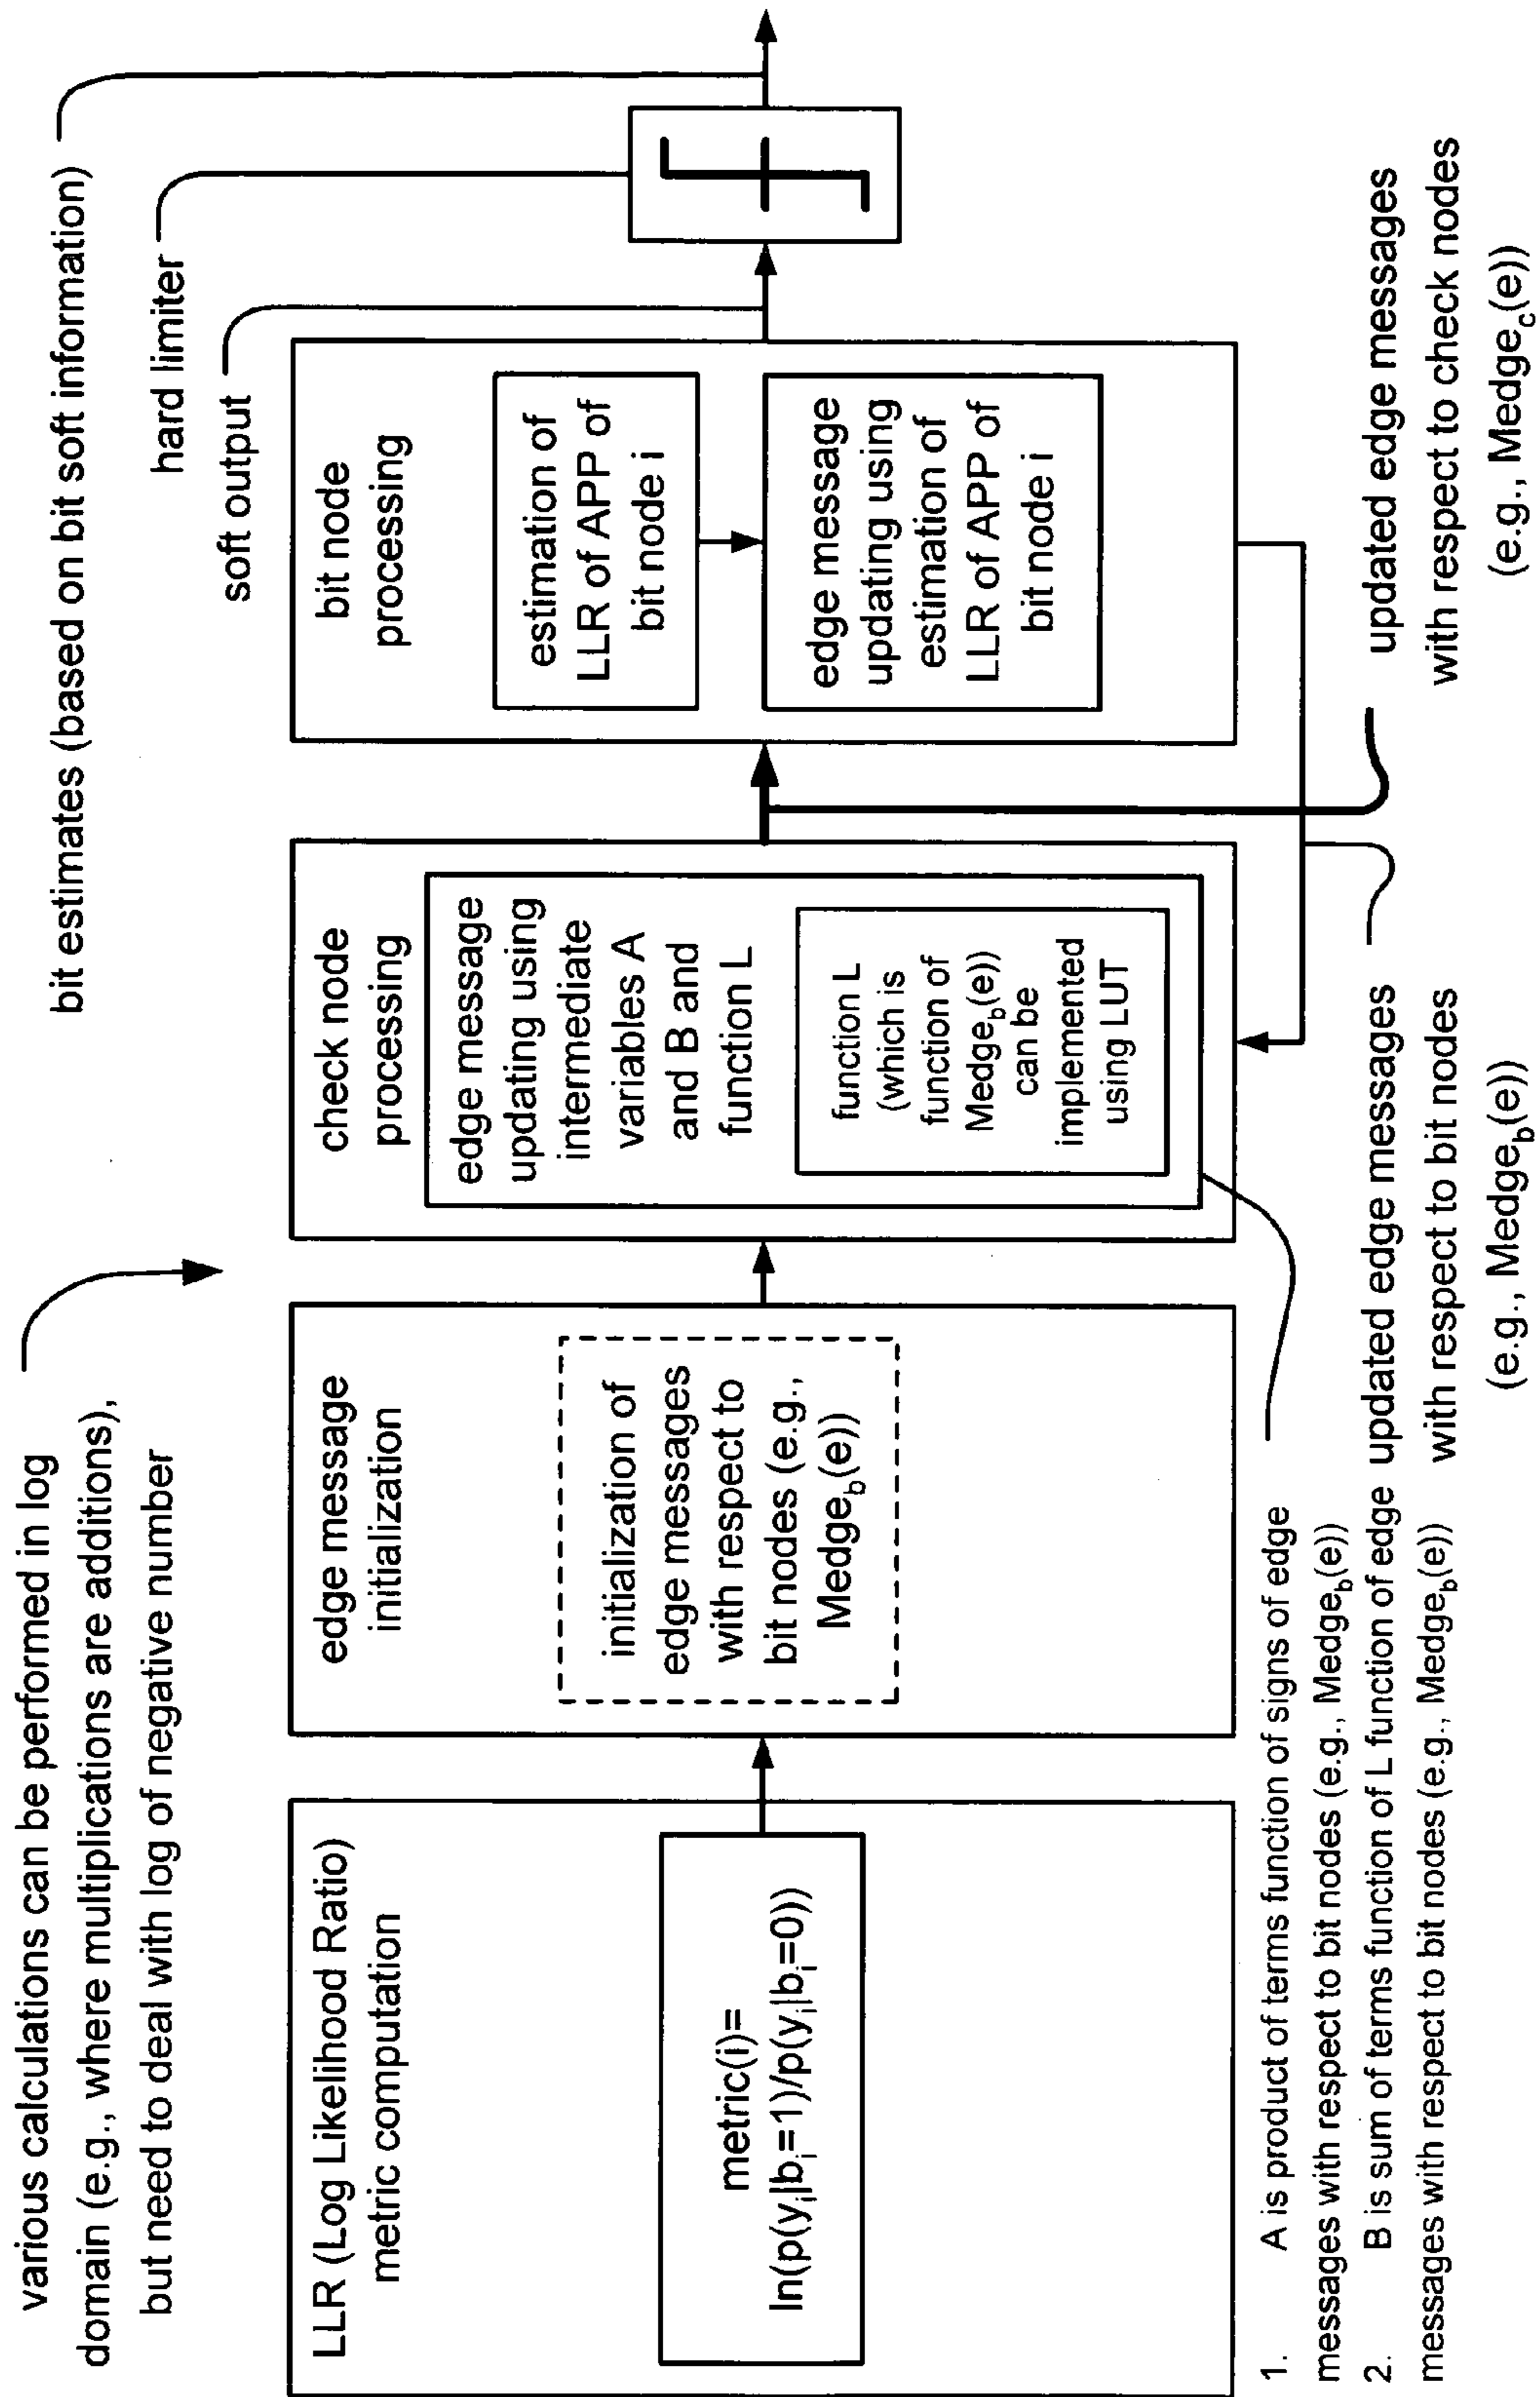 various calculations can be performed in log
domain (e.g., where multiplications are additions),
but need to deal with log of negative number
bit estimates (based on bit soft information)
hard limiter
soft output
LLR (Log Likelihood Ratio)
metric computation
metric(i)=
ln(p(yᵢ|bᵢ=1)/p(yᵢ|bᵢ=0))
edge message
initialization
initialization of
edge messages
with respect to
bit nodes (e.g.,
Medge_b(e))
check node
processing
edge message
updating using
intermediate
variables A
and B and
function L
function L
(which is
function of
Medge_b(e))
can be
implemented
using LUT
bit node
processing
estimation of
LLR of APP of
bit node i
edge message
updating using
estimation of
LLR of APP of
bit node i
1. A is product of terms function of signs of edge
messages with respect to bit nodes (e.g., Medge_b(e))
2. B is sum of terms function of L function of edge
messages with respect to bit nodes (e.g., Medge_b(e))
updated edge messages
with respect to bit nodes
(e.g., Medge_b(e))
updated edge messages
with respect to check nodes
(e.g., Medge_c(e))